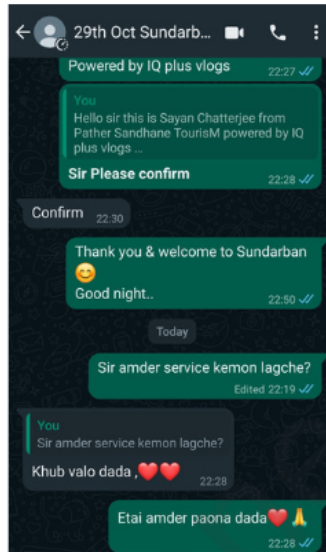 29th Oct Sundarb...
Powered by IQ plus vlogs
22:27
You
Hello sir this is Sayan Chatterjee from
Pather Sandhane TourisM powered by IQ
plus vlogs ...
Sir Please confirm
22:28
Confirm 22:30
Thank you & welcome to Sundarban
😊
Good night..
22:50
Today
Sir amder service kemon lagche?
Edited 22:19
You
Sir amder service kemon lagche?
Khub valo dada ,❤️❤️
22:28
Etai amder paona dada❤️🙏
22:28